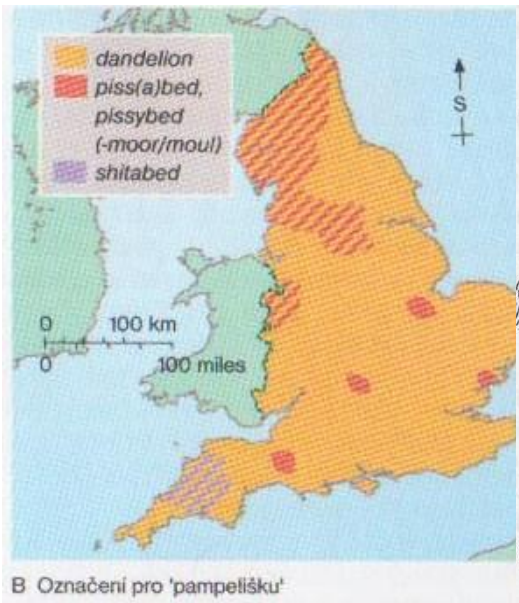 dandelion
piss(a)bed,
pissybed
(-moor/moul)
shitabed
S
0 100 km
0 100 miles
B Označení pro 'pampelišku'